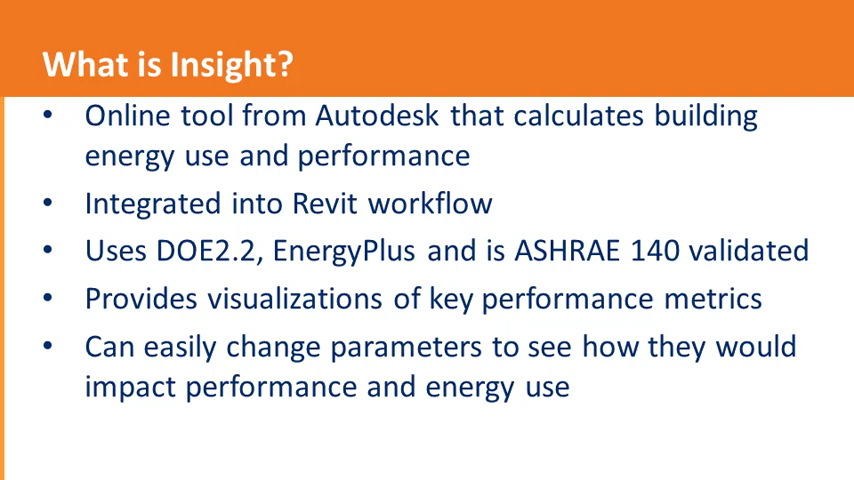 What is Insight?
• Online tool from Autodesk that calculates building
energy use and performance
• Integrated into Revit workflow
• Uses DOE2.2, EnergyPlus and is ASHRAE 140 validated
• Provides visualizations of key performance metrics
• Can easily change parameters to see how they would
impact performance and energy use